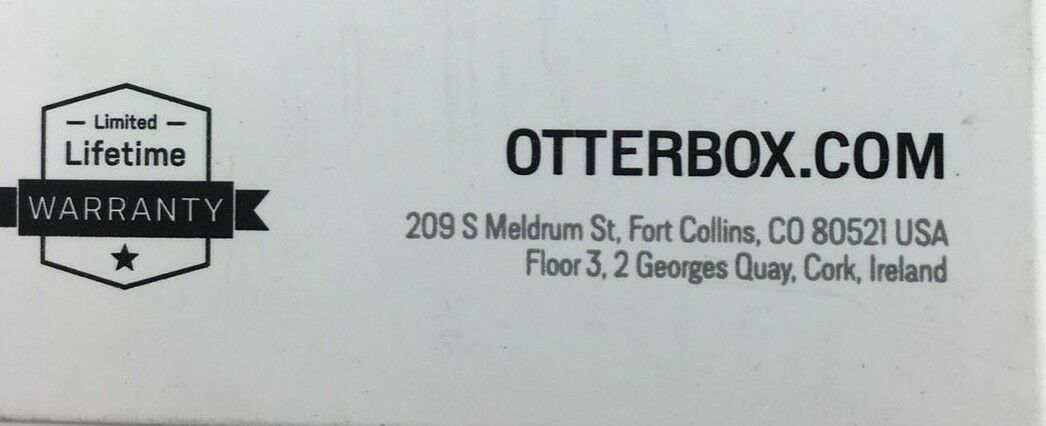 — Limited —
Lifetime
WARRANTY
OTTERBOX.COM
209 S Meldrum St, Fort Collins, CO 80521 USA
Floor 3, 2 Georges Quay, Cork, Ireland